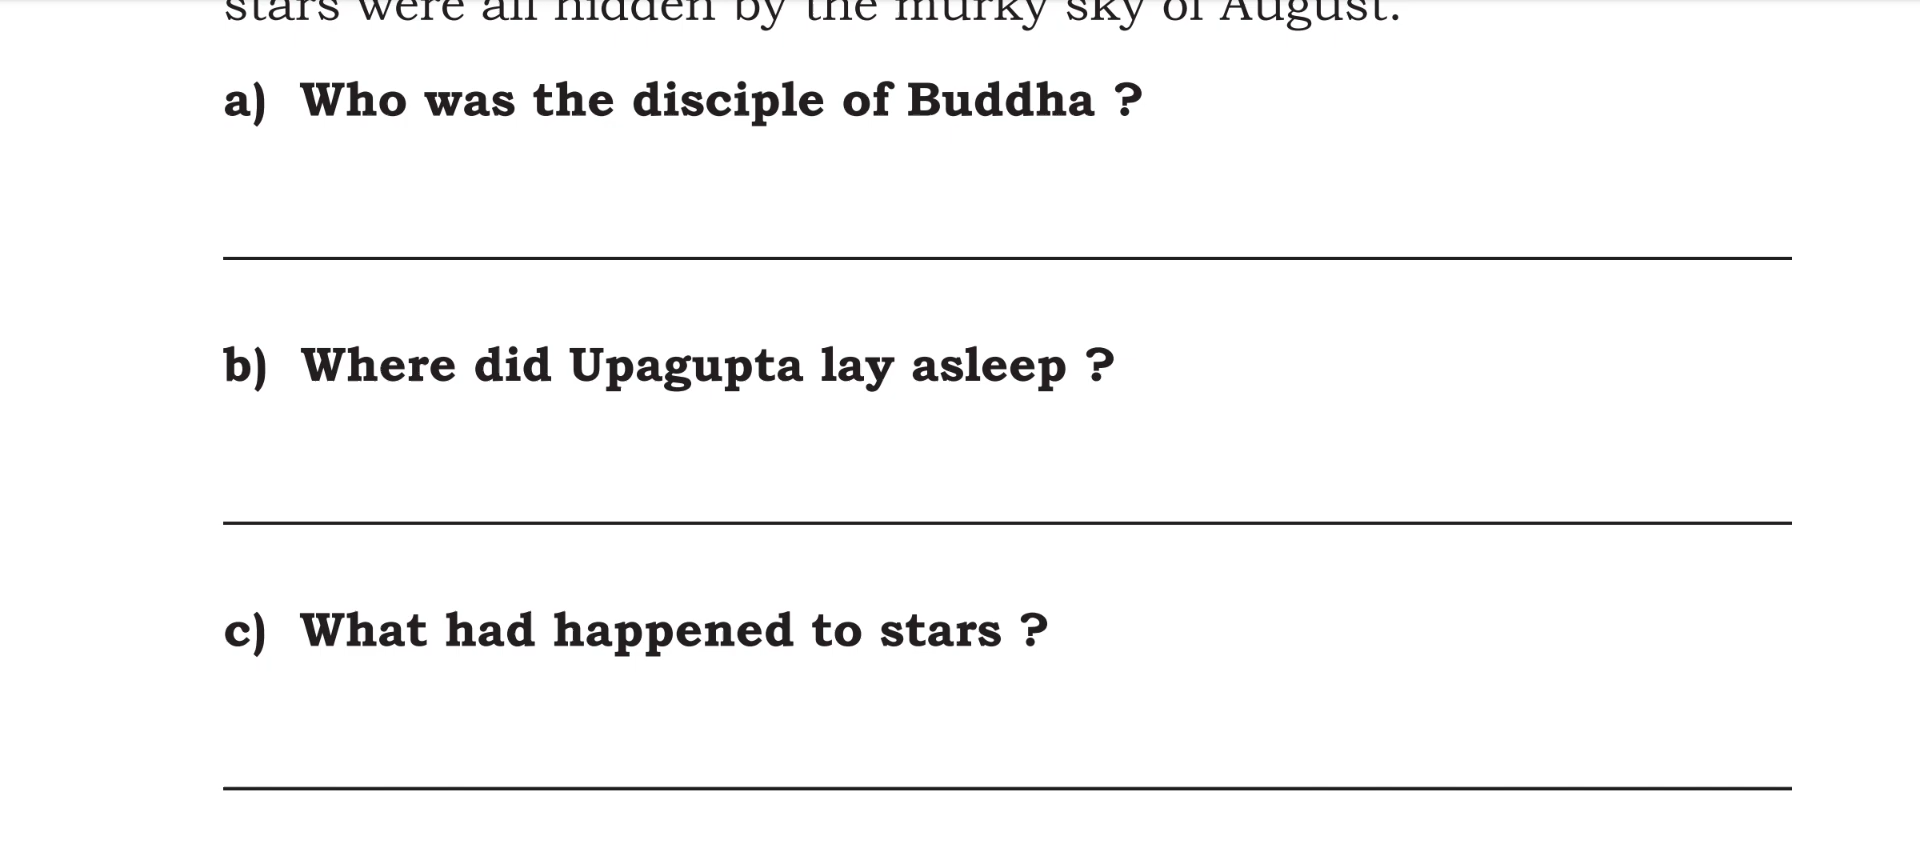 stars were all hidden by the murky sky of August.
a) Who was the disciple of Buddha ?
b) Where did Upagupta lay asleep ?
c) What had happened to stars ?